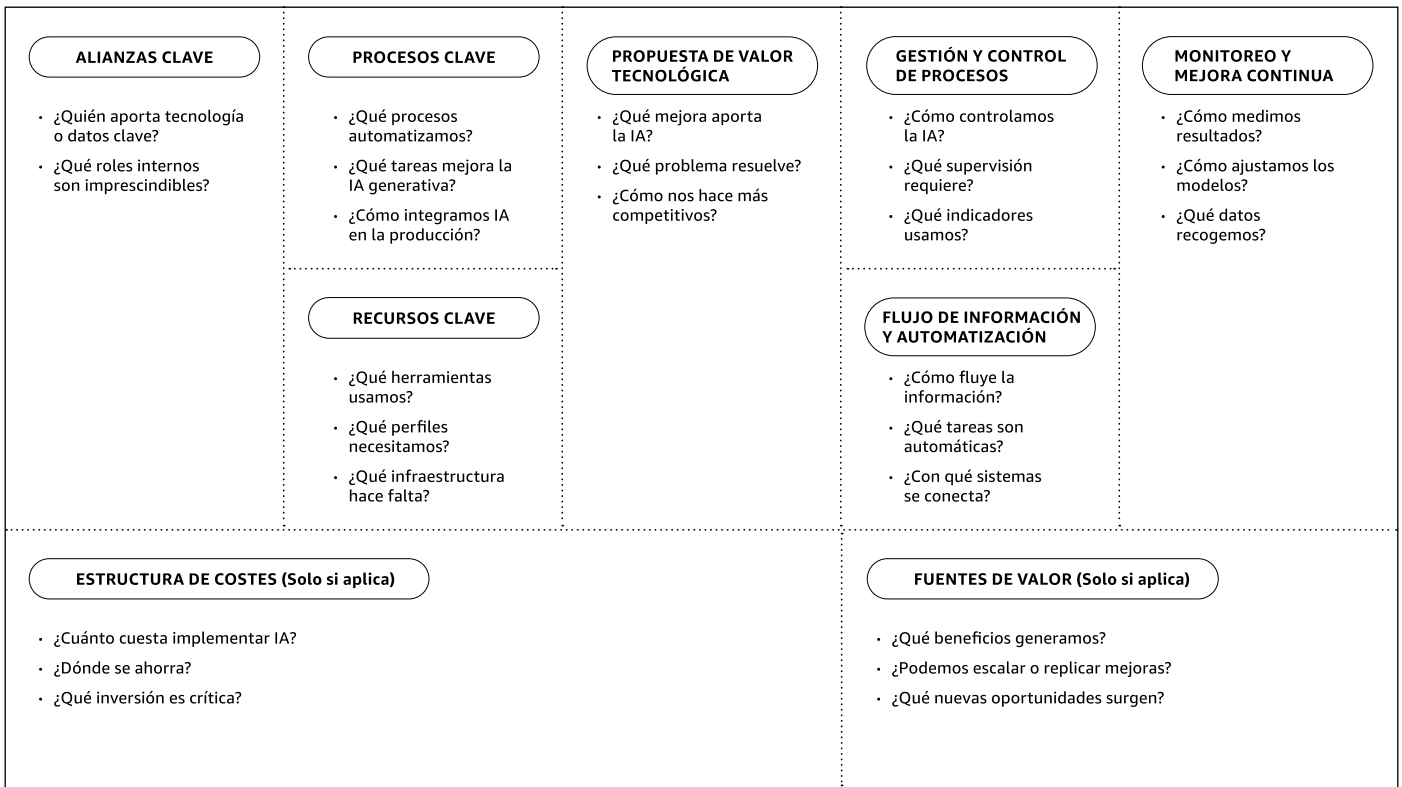 ALIANZAS CLAVE
• ¿Quién aporta tecnología
o datos clave?
• ¿Qué roles internos
son imprescindibles?
PROCESOS CLAVE
• ¿Qué procesos
automatizamos?
• ¿Qué tareas mejora la
IA generativa?
• ¿Cómo integramos IA
en la producción?
RECURSOS CLAVE
• ¿Qué herramientas
usamos?
• ¿Qué perfiles
necesitamos?
• ¿Qué infraestructura
hace falta?
PROPUESTA DE VALOR
TECNOLÓGICA
• ¿Qué mejora aporta
la IA?
• ¿Qué problema resuelve?
• ¿Cómo nos hace más
competitivos?
GESTIÓN Y CONTROL
DE PROCESOS
• ¿Cómo controlamos
la IA?
• ¿Qué supervisión
requiere?
• ¿Qué indicadores
usamos?
FLUJO DE INFORMACIÓN
Y AUTOMATIZACIÓN
• ¿Cómo fluye la
información?
• ¿Qué tareas son
automáticas?
• ¿Con qué sistemas
se conecta?
MONITOREO Y
MEJORA CONTINUA
• ¿Cómo medimos
resultados?
• ¿Cómo ajustamos los
modelos?
• ¿Qué datos
recogemos?
ESTRUCTURA DE COSTES (Solo si aplica)
• ¿Cuánto cuesta implementar IA?
• ¿Dónde se ahorra?
• ¿Qué inversión es crítica?
FUENTES DE VALOR (Solo si aplica)
• ¿Qué beneficios generamos?
• ¿Podemos escalar o replicar mejoras?
• ¿Qué nuevas oportunidades surgen?